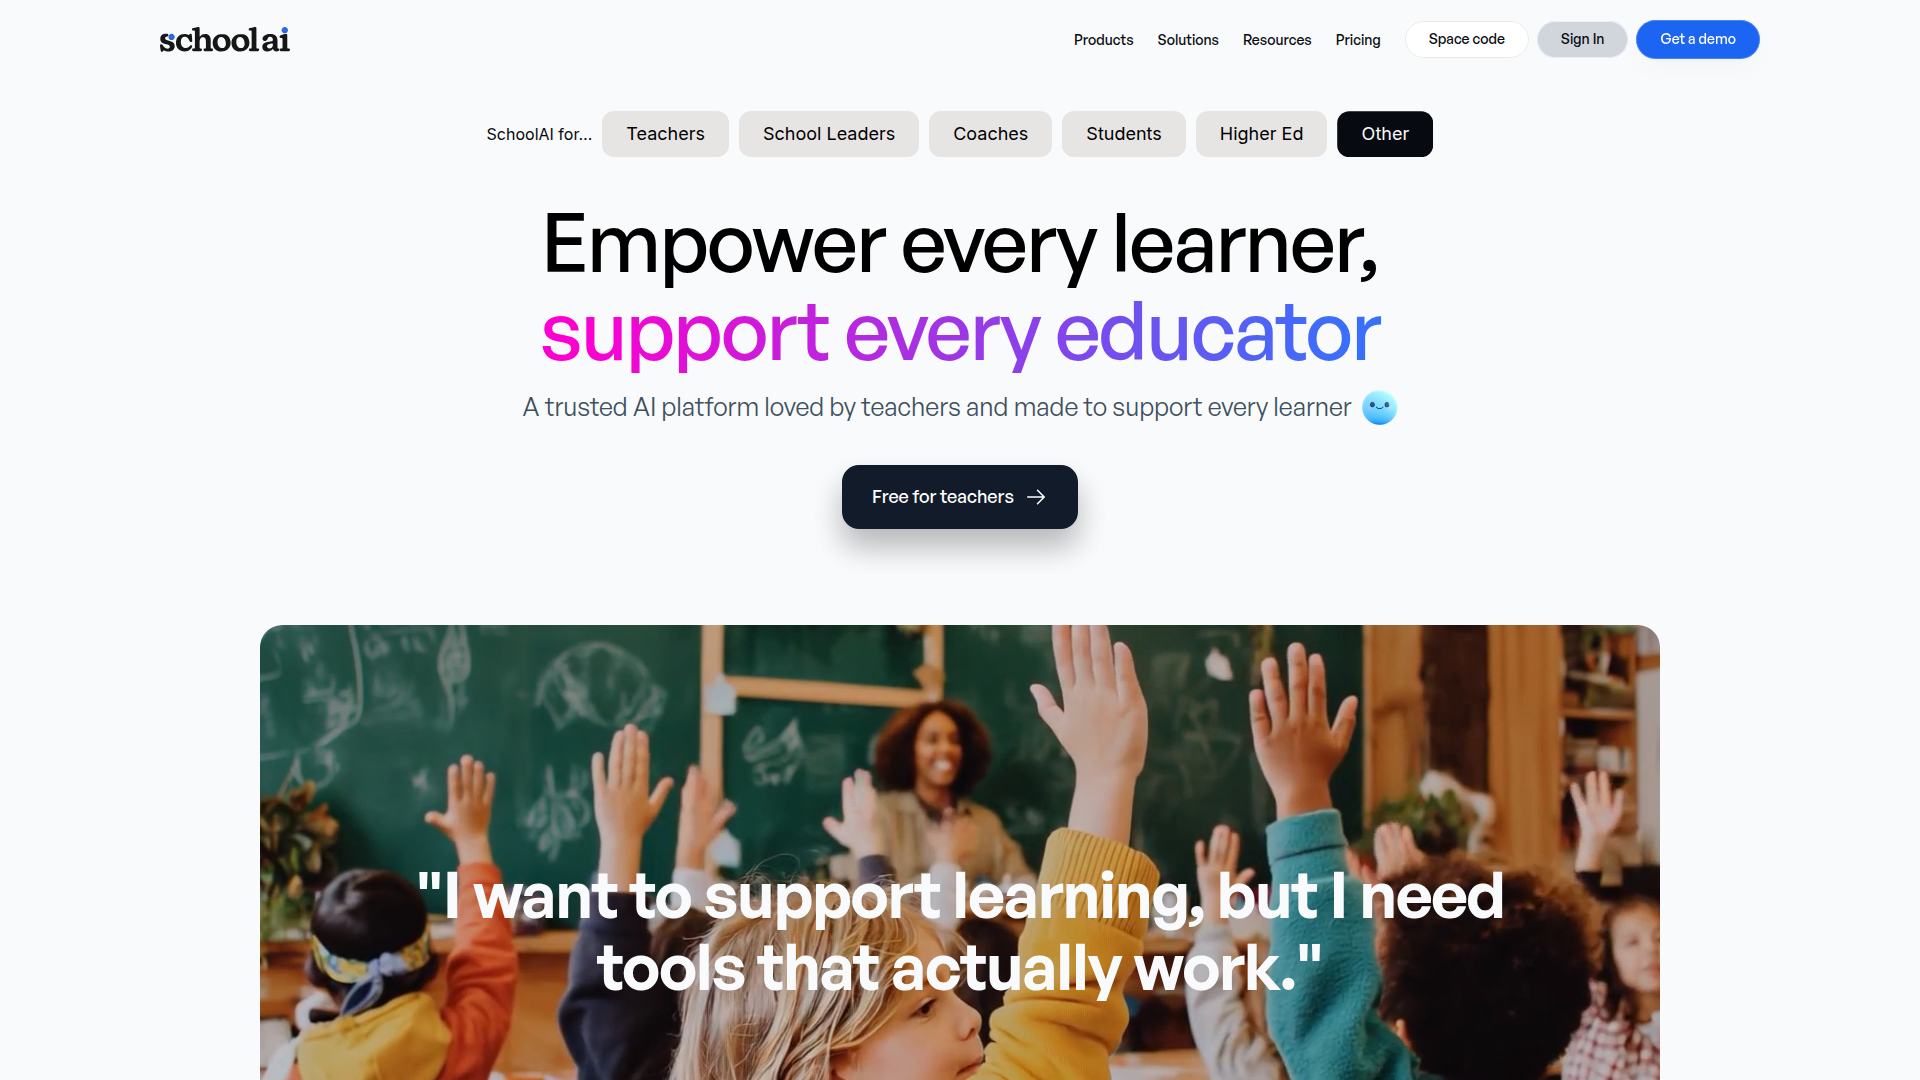 schoolai
Products Solutions Resources Pricing Space code Sign In Get a demo
SchoolAI for... Teachers School Leaders Coaches Students Higher Ed Other
Empower every learner,
support every educator
A trusted AI platform loved by teachers and made to support every learner
Free for teachers
"I want to support learning, but I need
tools that actually work."